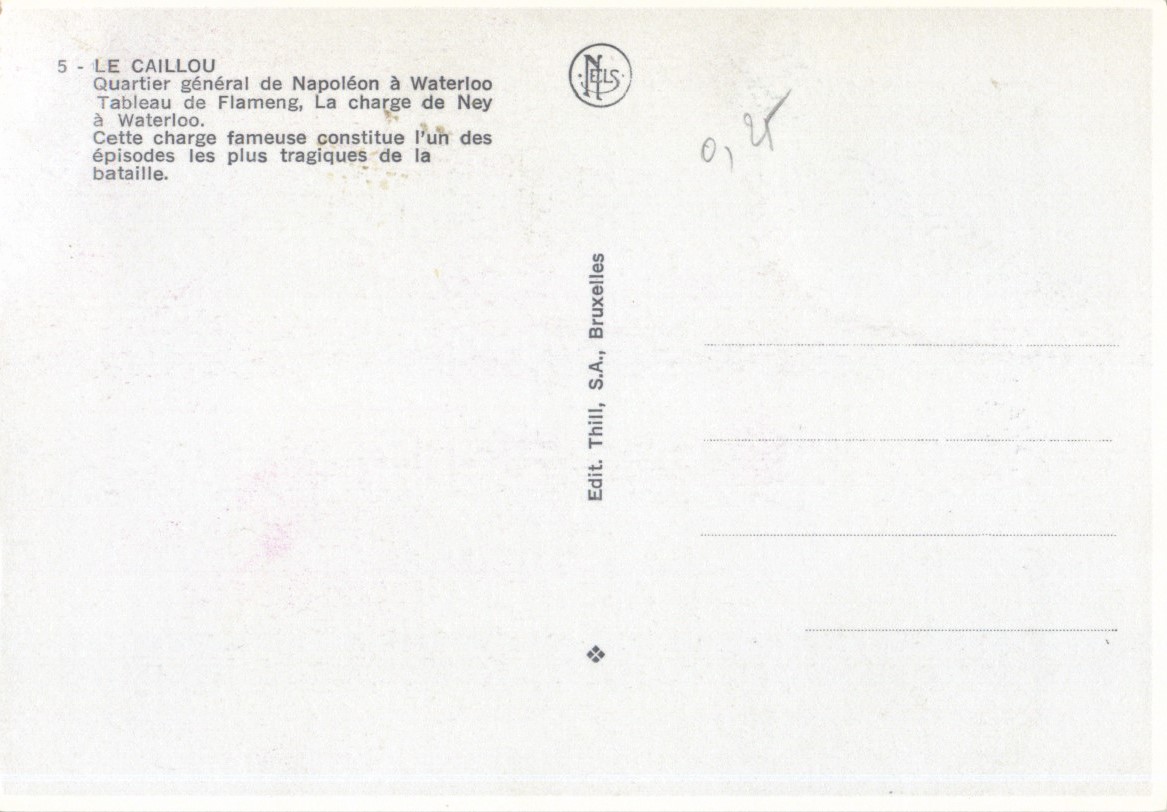 5 - LE CAILLOU
Quartier général de Napoléon à Waterloo
Tableau de Flameng, La charge de Ney
à Waterloo.
Cette charge fameuse constitue l'un des
épisodes les plus tragiques de la
bataille.
NELS
0,25
Edit. Thill, S.A., Bruxelles